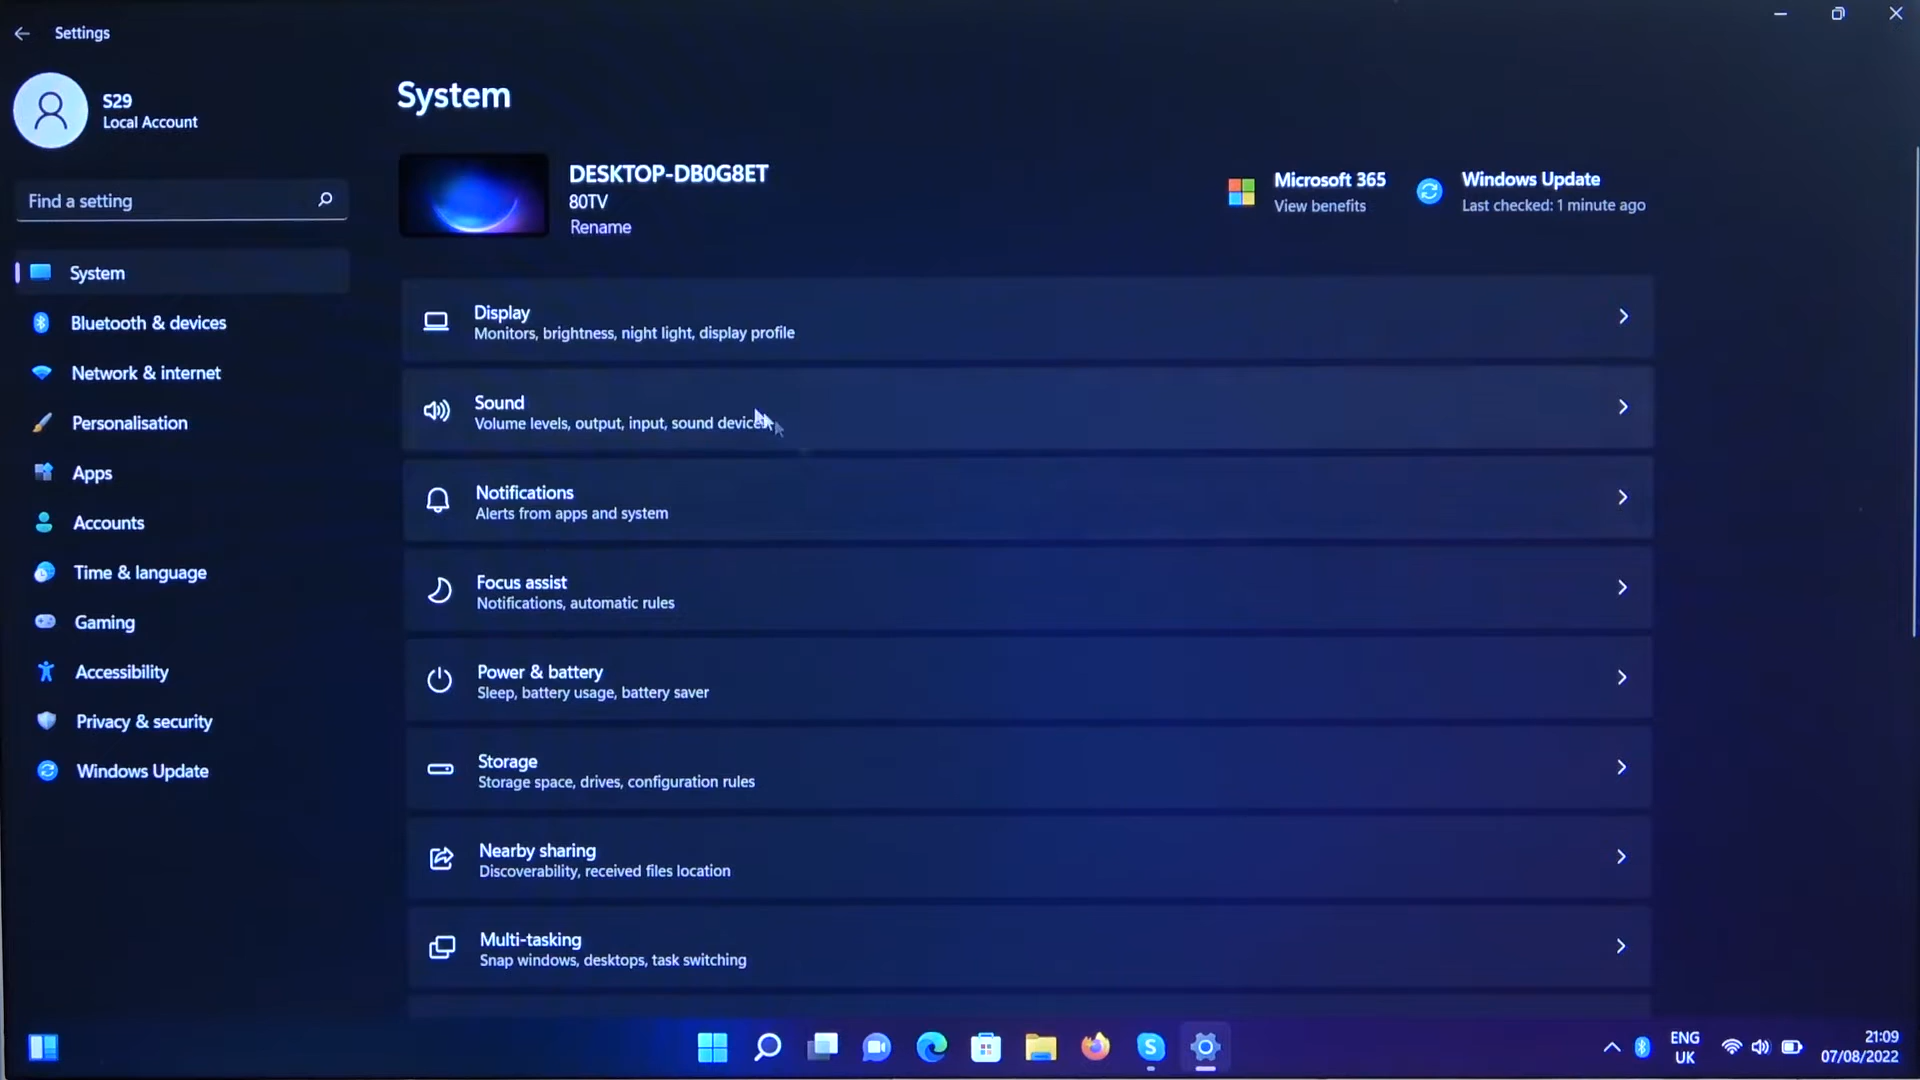 Settings
S29
Local Account
Find a setting
System
Bluetooth & devices
Network & internet
Personalisation
Apps
Accounts
Time & language
Gaming
Accessibility
Privacy & security
Windows Update
System
DESKTOP-DB0G8ET
80TV
Rename
Microsoft 365
View benefits
Windows Update
Last checked: 1 minute ago
Display
Monitors, brightness, night light, display profile
Sound
Volume levels, output, input, sound devices
Notifications
Alerts from apps and system
Focus assist
Notifications, automatic rules
Power & battery
Sleep, battery usage, battery saver
Storage
Storage space, drives, configuration rules
Nearby sharing
Discoverability, received files location
Multi-tasking
Snap windows, desktops, task switching
ENG
UK
21:09
07/08/2022